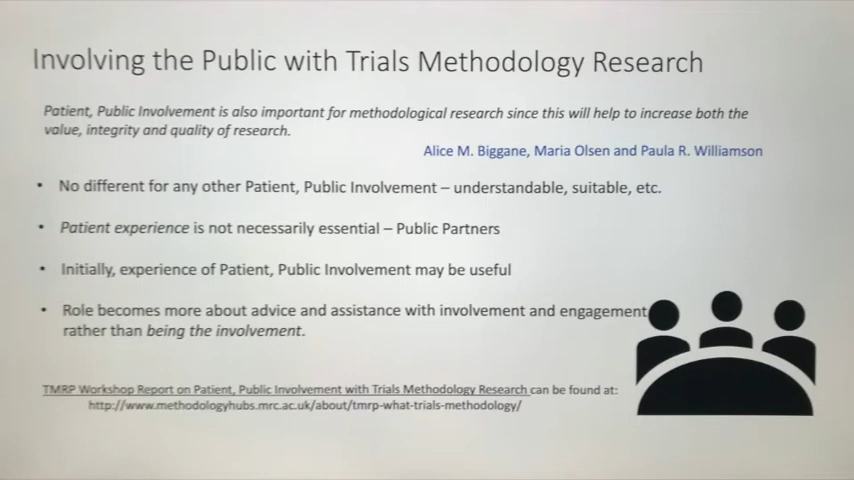 Involving the Public with Trials Methodology Research
Patient, Public Involvement is also important for methodological research since this will help to increase both the
value, integrity and quality of research.
Alice M. Biggane, Maria Olsen and Paula R. Williamson
• No different for any other Patient, Public Involvement – understandable, suitable, etc.
• Patient experience is not necessarily essential – Public Partners
• Initially, experience of Patient, Public Involvement may be useful
• Role becomes more about advice and assistance with involvement and engagement
rather than being the involvement.
TMRP Workshop Report on Patient, Public Involvement with Trials Methodology Research can be found at:
http://www.methodologyhubs.mrc.ac.uk/about/tmrp-what-trials-methodology/